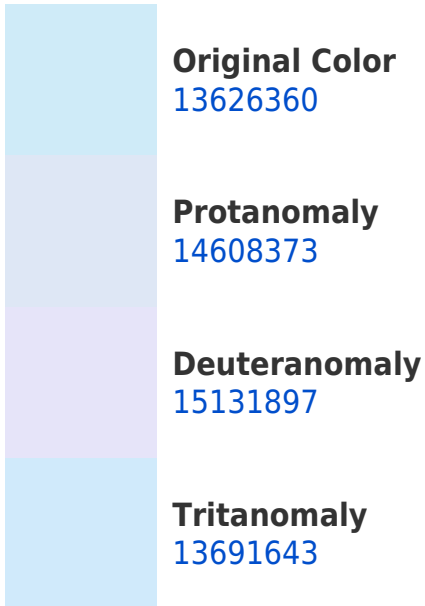 Original Color
13626360
Protanomaly
14608373
Deuteranomaly
15131897
Tritanomaly
13691643